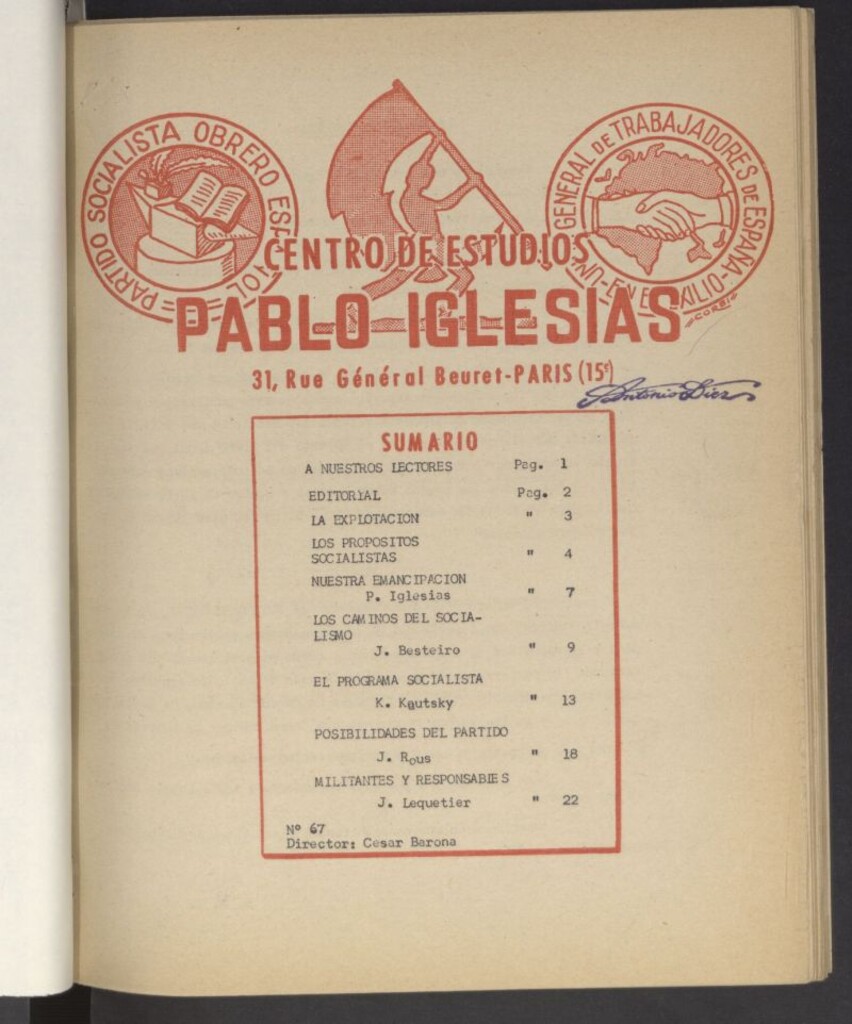 PARTIDO SOCIALISTA OBRERO ESPAÑOL
UNION GENERAL DE TRABAJADORES DE ESPAÑA-
-EN EXILIO-
CORBI
CENTRO DE ESTUDIOS
PABLO IGLESIAS
31, Rue Général Beuret-PARIS (15e)
Antonio Díez
SUMARIO
A NUESTROS LECTORES Pag. 1
EDITORIAL Pag. 2
LA EXPLOTACION " 3
LOS PROPOSITOS
SOCIALISTAS " 4
NUESTRA EMANCIPACION
P. Iglesias " 7
LOS CAMINOS DEL SOCIA-
LISMO
J. Besteiro " 9
EL PROGRAMA SOCIALISTA
K. Kautsky " 13
POSIBILIDADES DEL PARTIDO
J. Rous " 18
MILITANTES Y RESPONSABLES
J. Lequetier " 22
Nº 67
Director: Cesar Barona